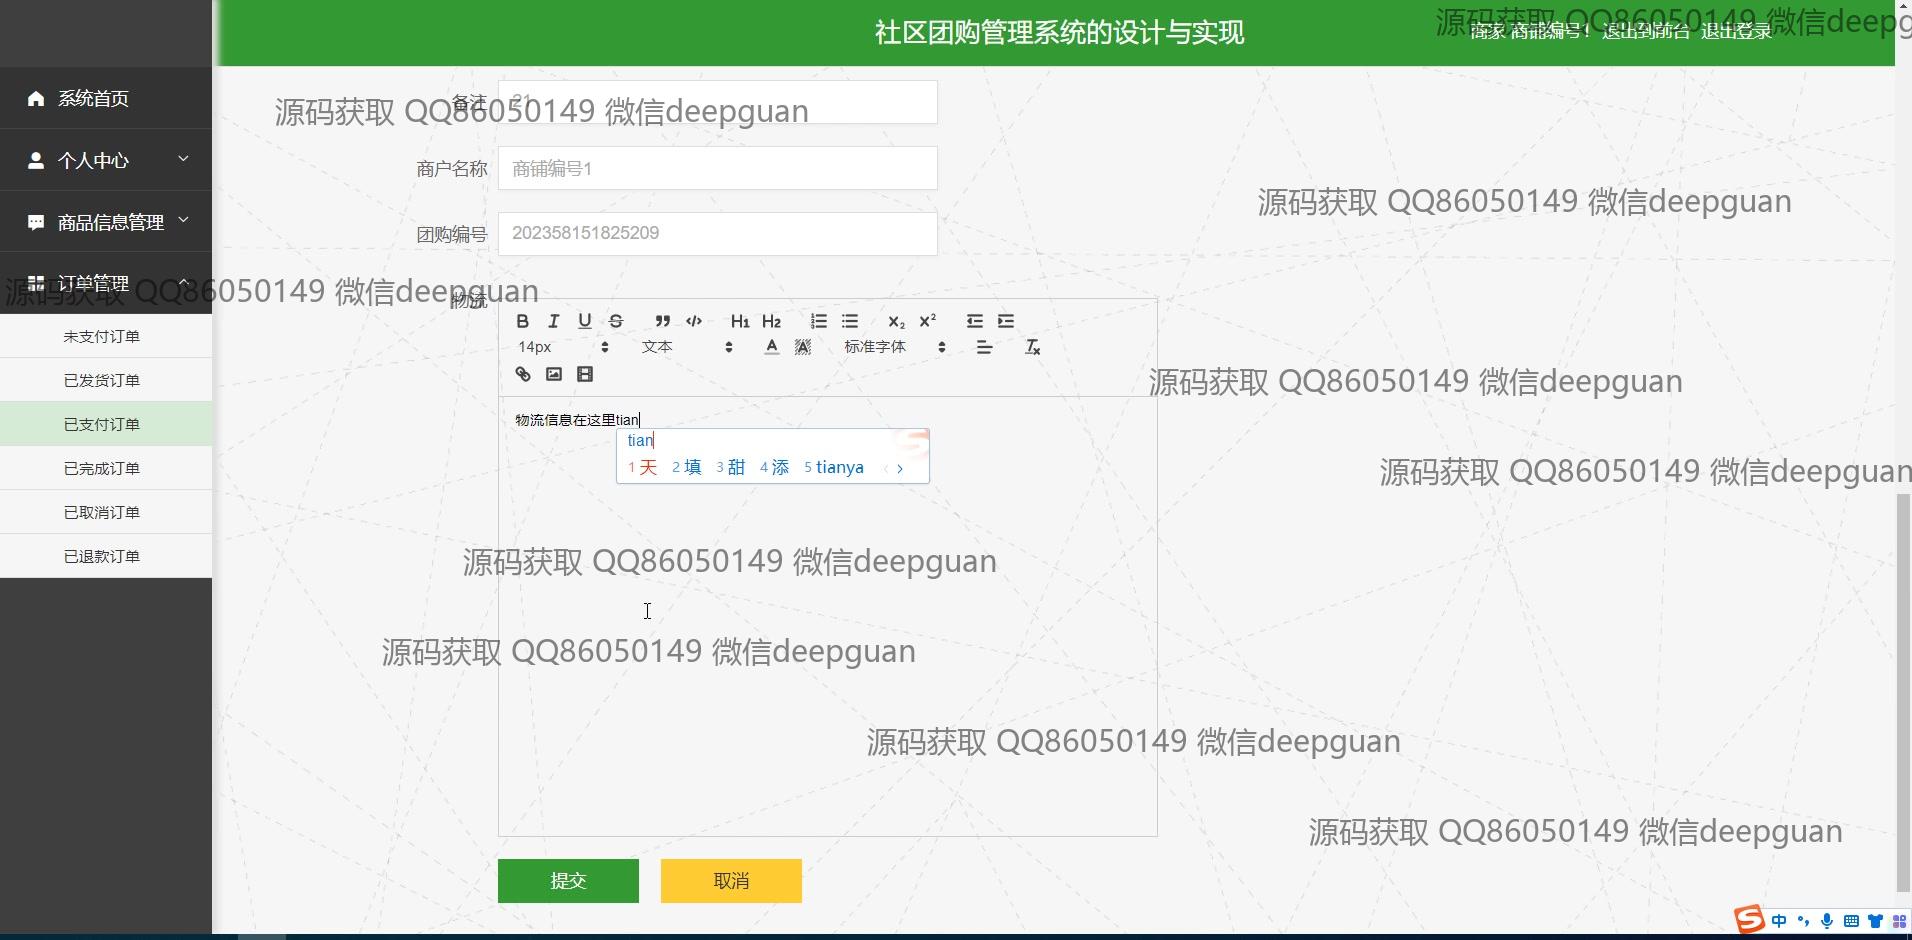 社区团购管理系统的设计与实现
商家 商铺编号1 退出到前台 退出登录
源码获取 QQ86050149 微信deepg
系统首页
个人中心
商品信息管理
订单管理
未支付订单
已发货订单
已支付订单
已完成订单
已取消订单
已退款订单
备注 21
源码获取 QQ86050149 微信deepguan
商户名称 商铺编号1
源码获取 QQ86050149 微信deepguan
团购编号 202358151825209
源码获取 QQ86050149 微信deepguan
物流
B I U S H1 H2 X2 X2
14px 文本 A A 标准字体 Tx
源码获取 QQ86050149 微信deepguan
物流信息在这里tian
tian
1 天 2 填 3 甜 4 添 5 tianya
源码获取 QQ86050149 微信deepguan
源码获取 QQ86050149 微信deepguan
源码获取 QQ86050149 微信deepguan
源码获取 QQ86050149 微信deepguan
源码获取 QQ86050149 微信deepguan
提交 取消
中